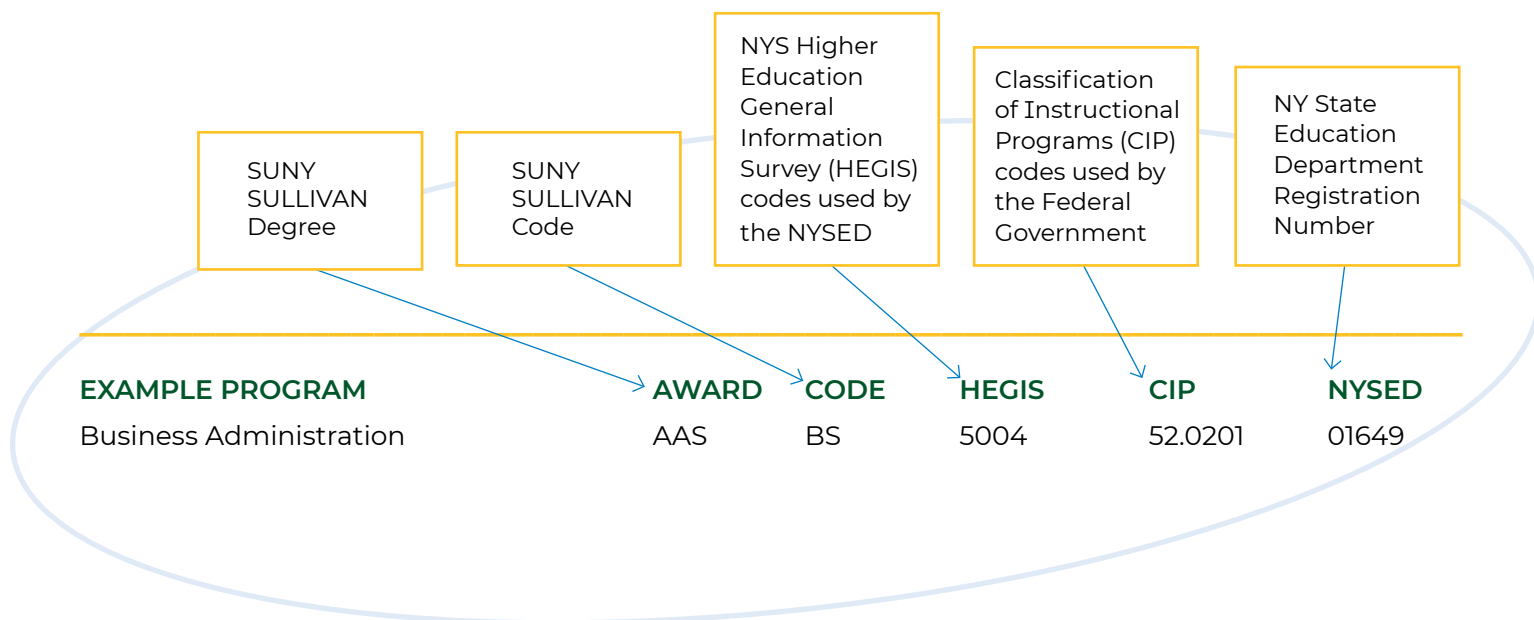 SUNY
SULLIVAN
Degree
SUNY
SULLIVAN
Code
NYS Higher
Education
General
Information
Survey (HEGIS)
codes used by
the NYSED
Classification
of Instructional
Programs (CIP)
codes used by
the Federal
Government
NY State
Education
Department
Registration
Number
EXAMPLE PROGRAM AWARD CODE HEGIS CIP NYSED
Business Administration AAS BS 5004 52.0201 01649